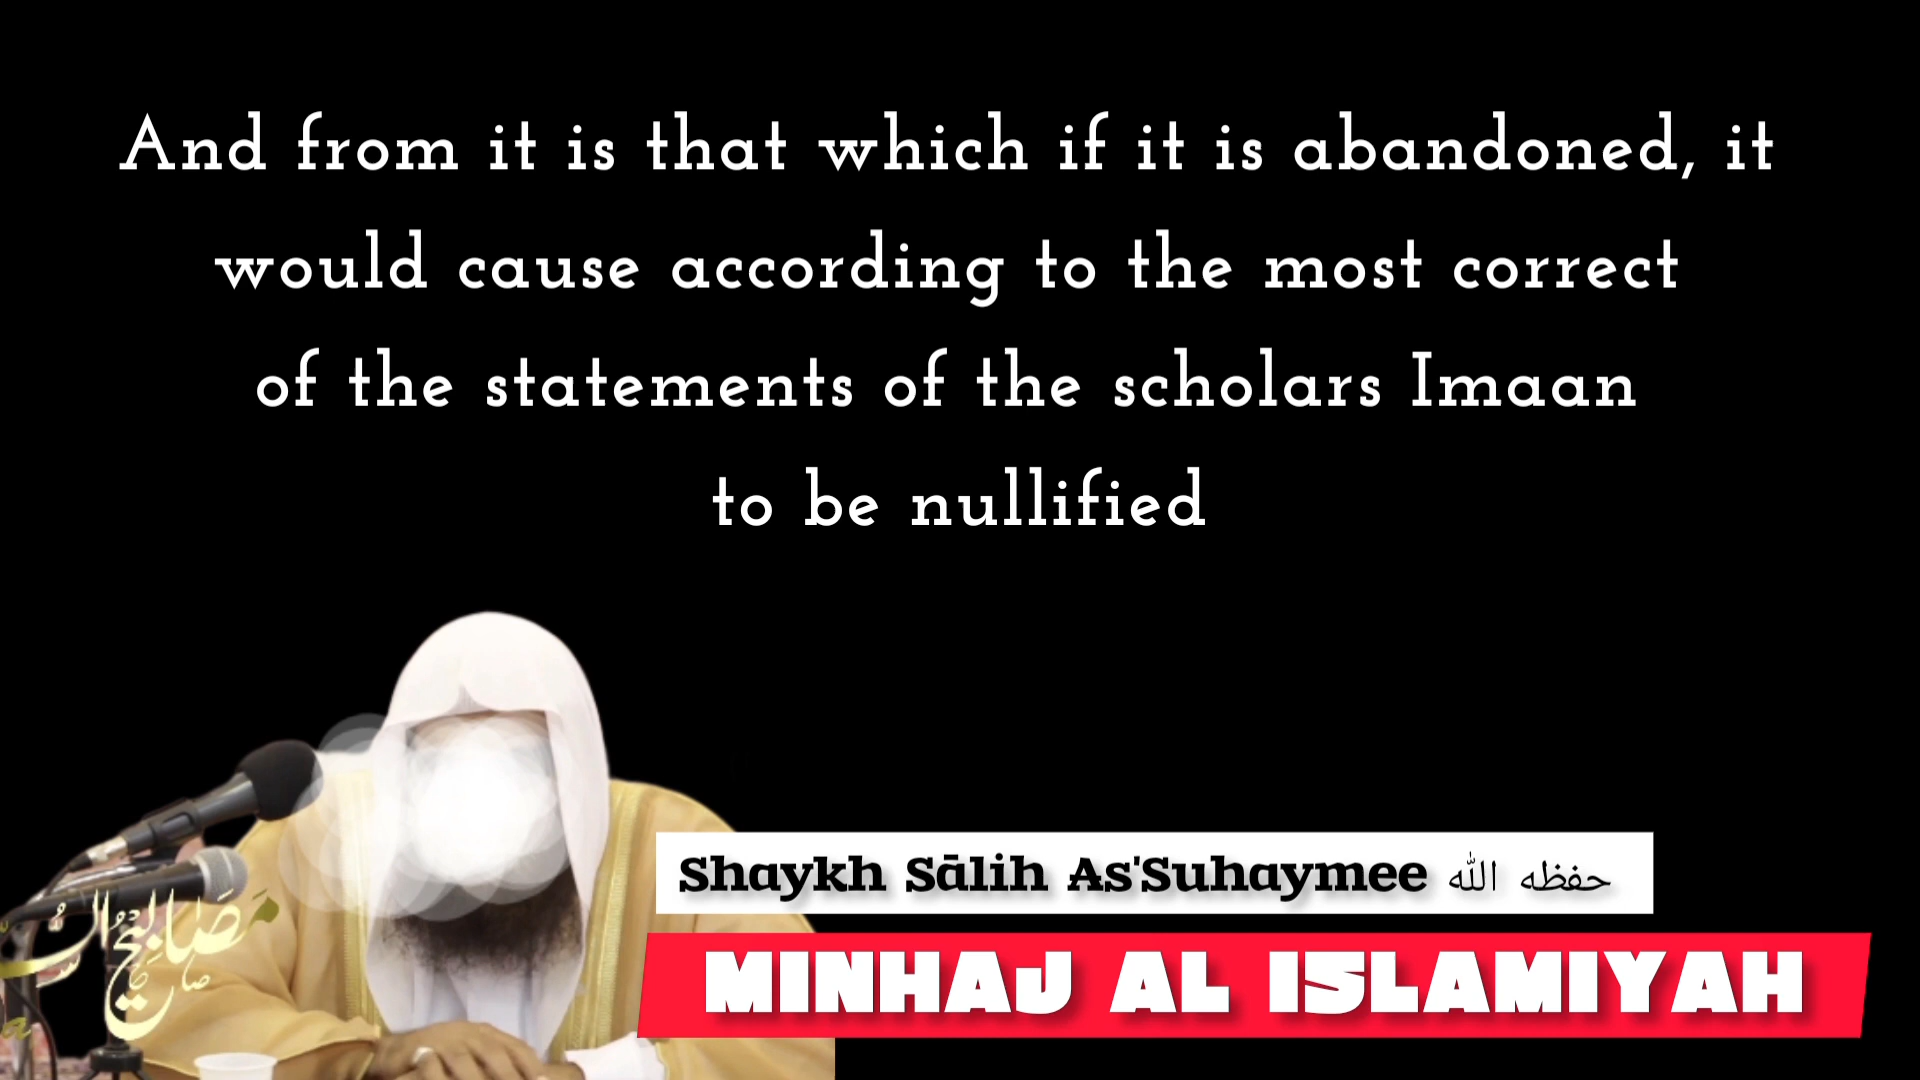 And from it is that which if it is abandoned, it
would cause according to the most correct
of the statements of the scholars Imaan
to be nullified
Shaykh Sālih As'Suhaymee حفظه الله
MINHAJ AL ISLAMIYAH
مصابيح